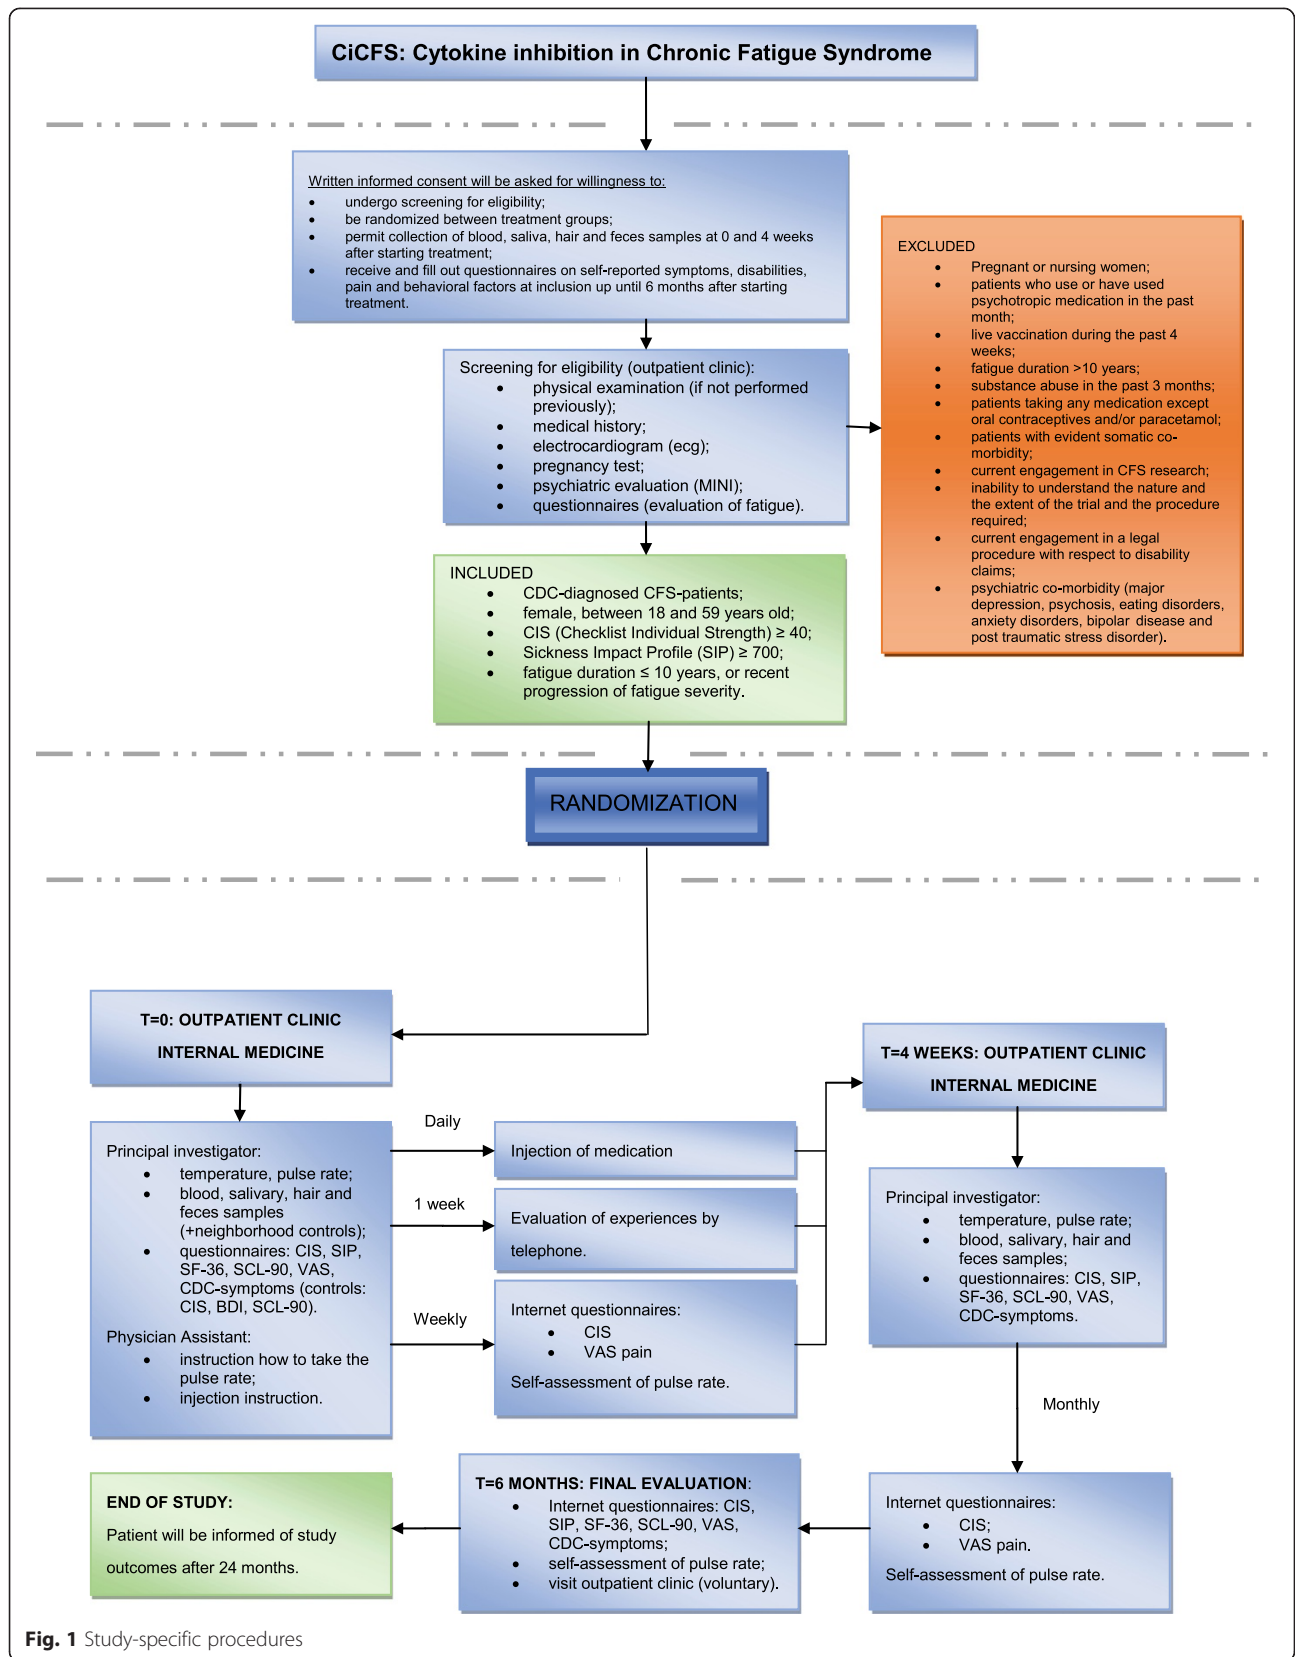 CiCFS: Cytokine inhibition in Chronic Fatigue Syndrome
Written informed consent will be asked for willingness to:
• undergo screening for eligibility;
• be randomized between treatment groups;
• permit collection of blood, saliva, hair and feces samples at 0 and 4 weeks
after starting treatment;
• receive and fill out questionnaires on self-reported symptoms, disabilities,
pain and behavioral factors at inclusion up until 6 months after starting
treatment.
EXCLUDED
• Pregnant or nursing women;
• patients who use or have used
psychotropic medication in the past
month;
• live vaccination during the past 4
weeks;
• fatigue duration >10 years;
• substance abuse in the past 3 months;
• patients taking any medication except
oral contraceptives and/or paracetamol;
• patients with evident somatic co-
morbidity;
• current engagement in CFS research;
• inability to understand the nature and
the extent of the trial and the procedure
required;
• current engagement in a legal
procedure with respect to disability
claims;
• psychiatric co-morbidity (major
depression, psychosis, eating disorders,
anxiety disorders, bipolar disease and
post traumatic stress disorder).
Screening for eligibility (outpatient clinic):
• physical examination (if not performed
previously);
• medical history;
• electrocardiogram (ecg);
• pregnancy test;
• psychiatric evaluation (MINI);
• questionnaires (evaluation of fatigue).
INCLUDED
• CDC-diagnosed CFS-patients;
• female, between 18 and 59 years old;
• CIS (Checklist Individual Strength) ≥ 40;
• Sickness Impact Profile (SIP) ≥ 700;
• fatigue duration ≤ 10 years, or recent
progression of fatigue severity.
RANDOMIZATION
T=0: OUTPATIENT CLINIC
INTERNAL MEDICINE
Principal investigator:
• temperature, pulse rate;
• blood, salivary, hair and
feces samples
(+neighborhood controls);
• questionnaires: CIS, SIP,
SF-36, SCL-90, VAS,
CDC-symptoms (controls:
CIS, BDI, SCL-90).
Physician Assistant:
• instruction how to take the
pulse rate;
• injection instruction.
Daily
Injection of medication
1 week
Evaluation of experiences by
telephone.
Weekly
Internet questionnaires:
• CIS
• VAS pain
Self-assessment of pulse rate.
T=4 WEEKS: OUTPATIENT CLINIC
INTERNAL MEDICINE
Principal investigator:
• temperature, pulse rate;
• blood, salivary, hair and
feces samples;
• questionnaires: CIS, SIP,
SF-36, SCL-90, VAS,
CDC-symptoms.
Monthly
Internet questionnaires:
• CIS;
• VAS pain.
Self-assessment of pulse rate.
T=6 MONTHS: FINAL EVALUATION:
• Internet questionnaires: CIS,
SIP, SF-36, SCL-90, VAS,
CDC-symptoms;
• self-assessment of pulse rate;
• visit outpatient clinic (voluntary).
END OF STUDY:
Patient will be informed of study
outcomes after 24 months.
Fig. 1 Study-specific procedures